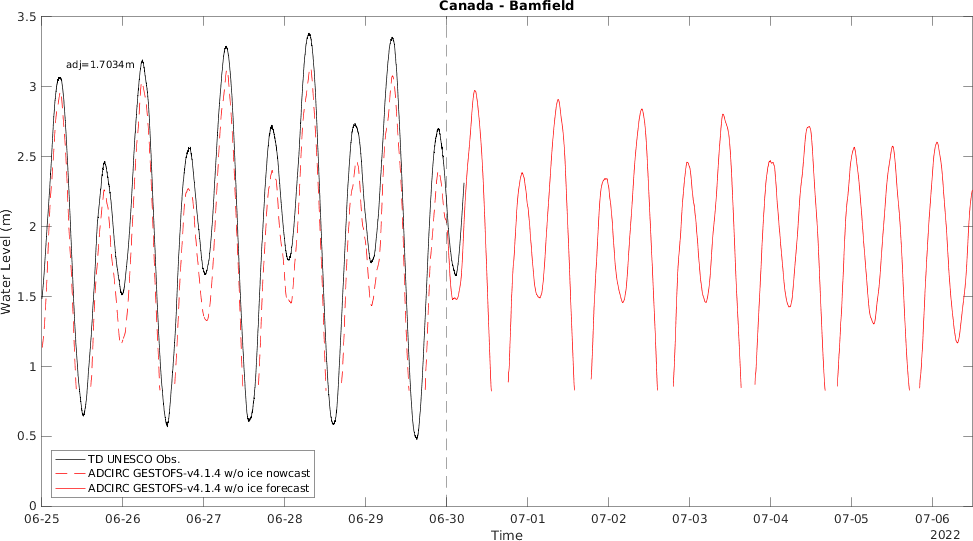 Canada - Bamfield
3.5
adj=1.7034m
3
2.5
2
1.5
1
0.5
0
Water Level (m)
TD UNESCO Obs.
ADCIRC GESTOFS-v4.1.4 w/o ice nowcast
ADCIRC GESTOFS-v4.1.4 w/o ice forecast
06-25 06-26 06-27 06-28 06-29 06-30 07-01 07-02 07-03 07-04 07-05 07-06
Time
2022